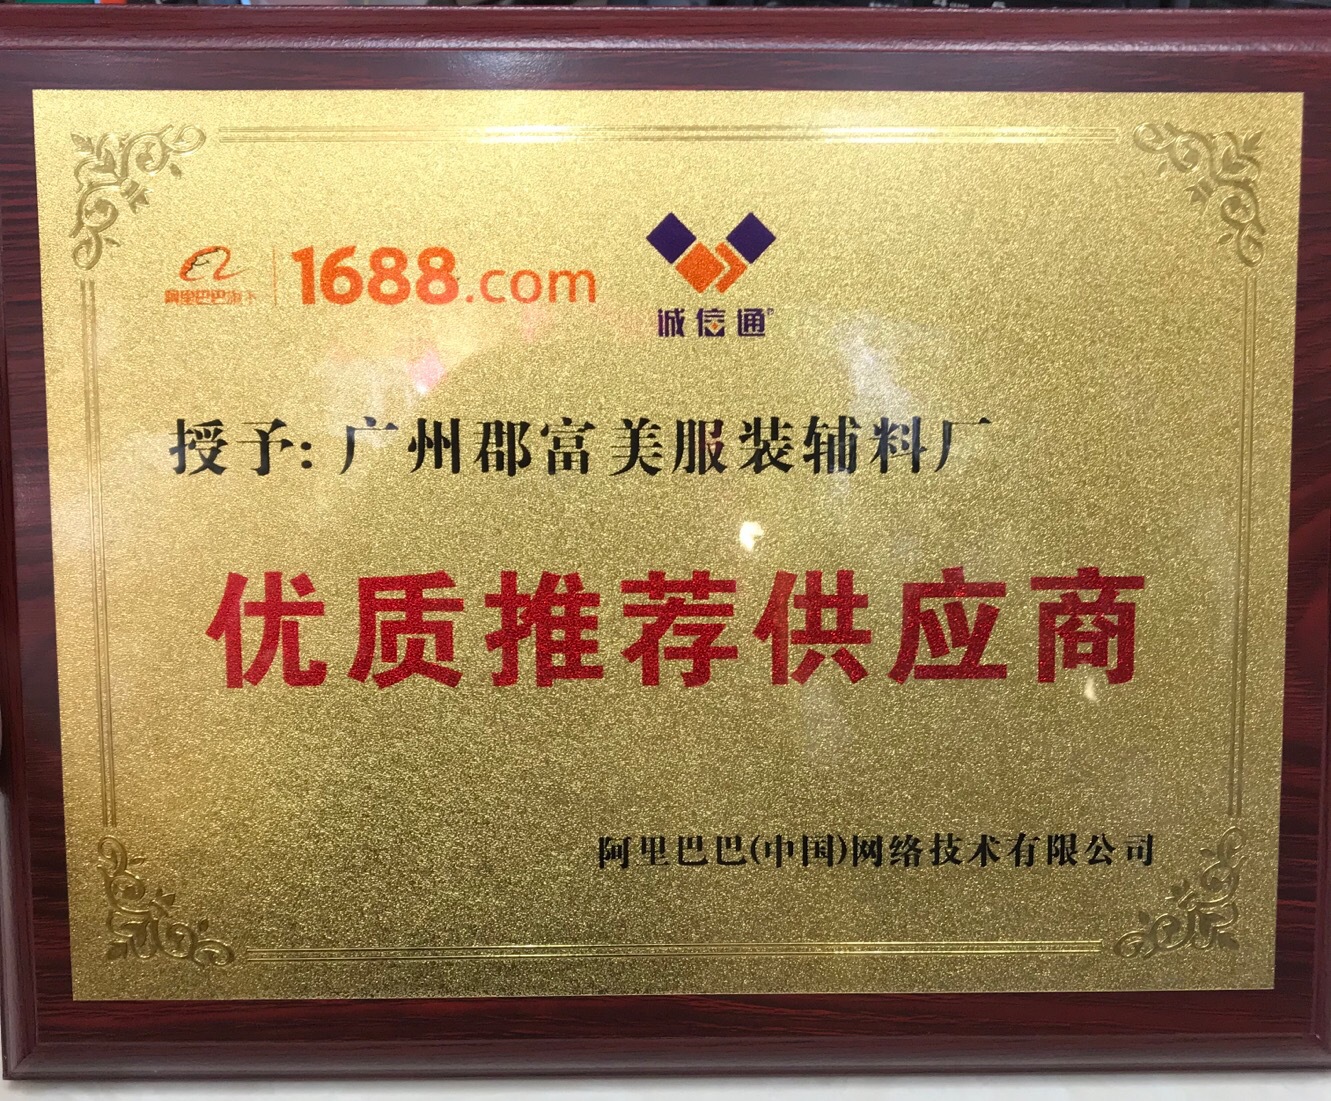 阿里巴巴旗下 1688.com 诚信通
授予:广州郡富美服装辅料厂
优质推荐供应商
阿里巴巴(中国)网络技术有限公司